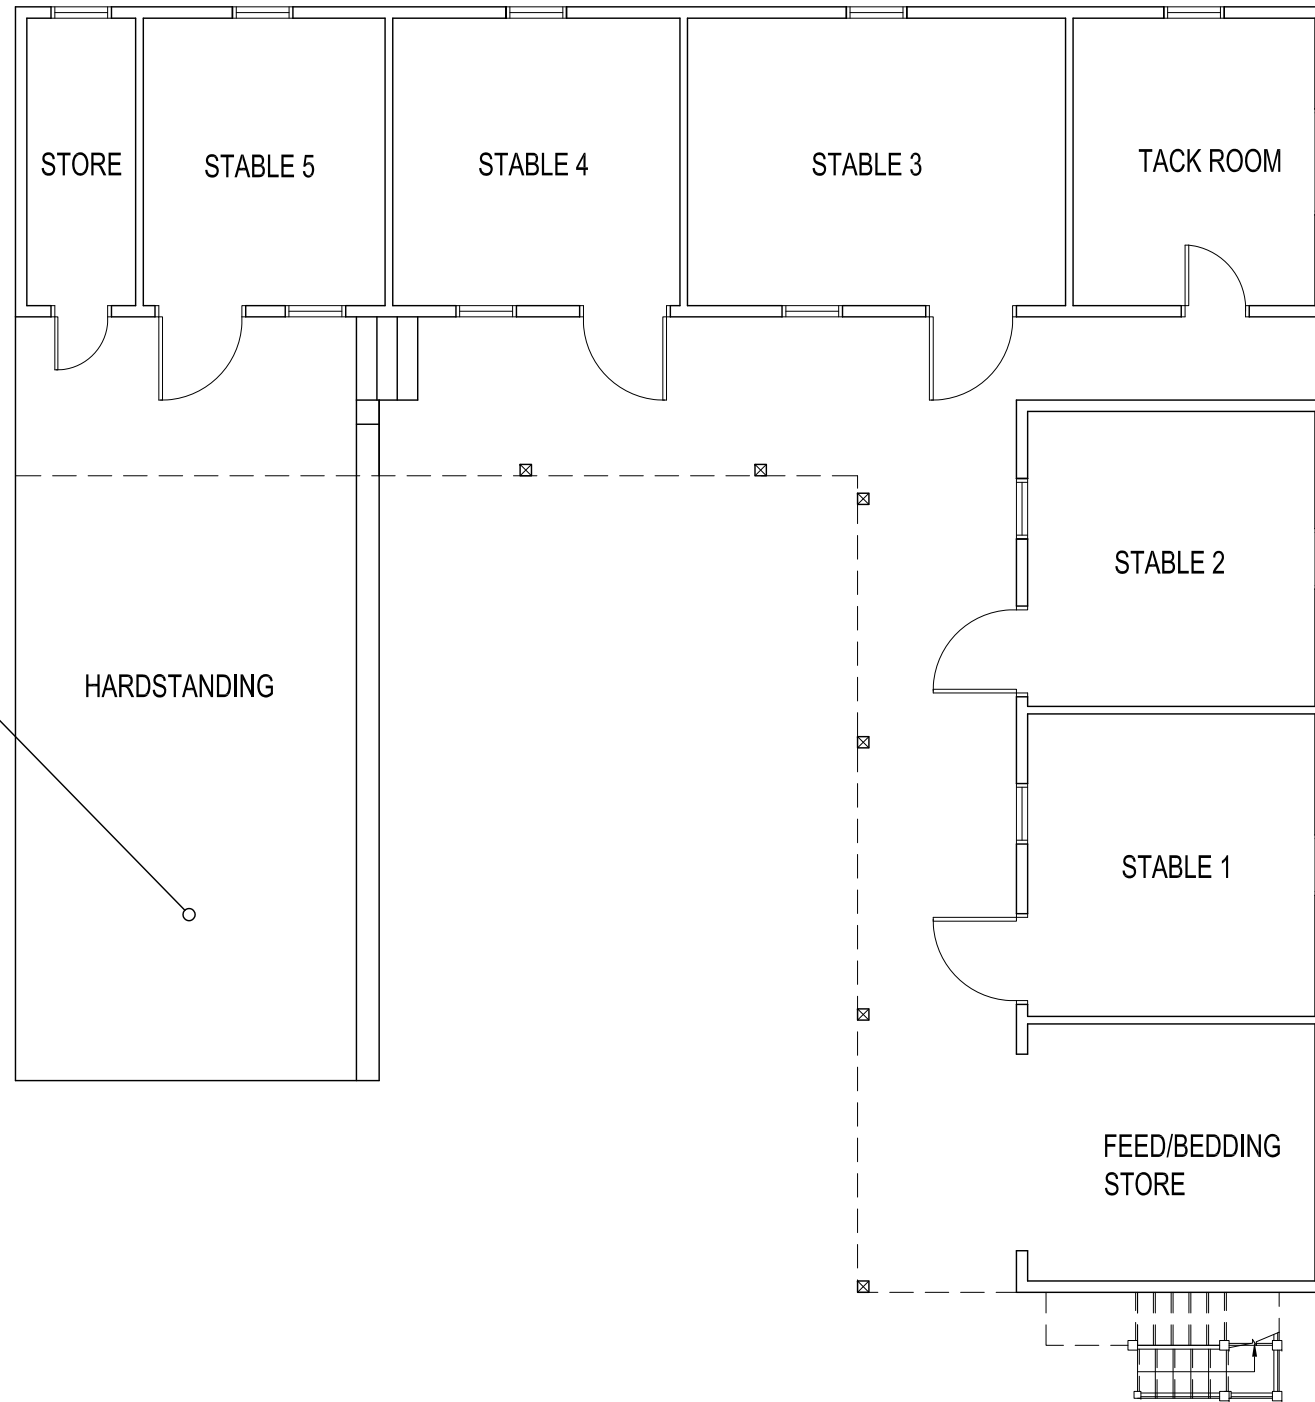 STORE
STABLE 5
STABLE 4
STABLE 3
TACK ROOM
STABLE 2
HARDSTANDING
STABLE 1
FEED/BEDDING
STORE